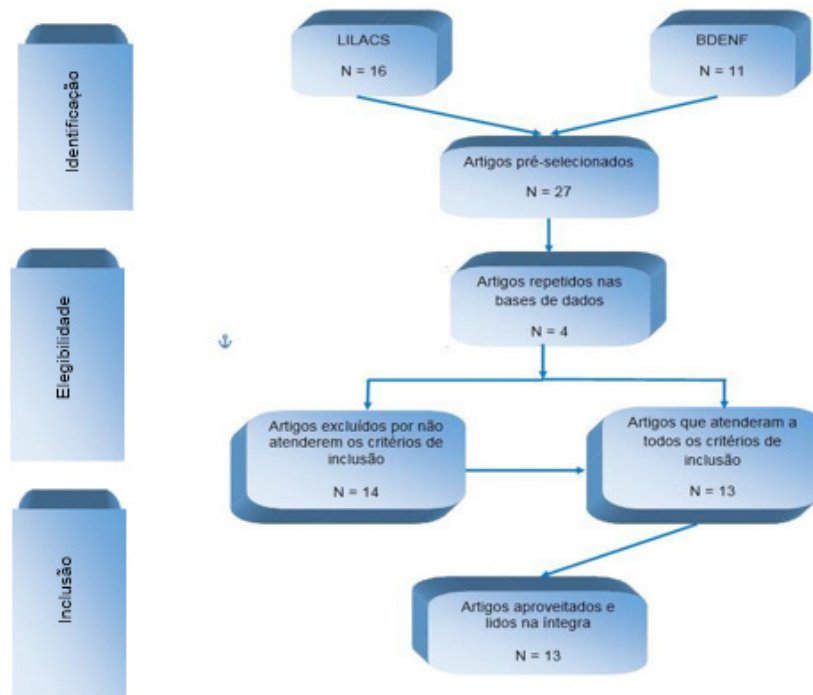 Identificação
LILACS
N = 16
BDENF
N = 11
Artigos pré-selecionados
N = 27
Elegibilidade
Artigos repetidos nas
bases de dados
N = 4
Artigos excluídos por não
atenderem os critérios de
inclusão
N = 14
Artigos que atenderam a
todos os critérios de
inclusão
N = 13
Inclusão
Artigos aproveitados e
lidos na íntegra
N = 13